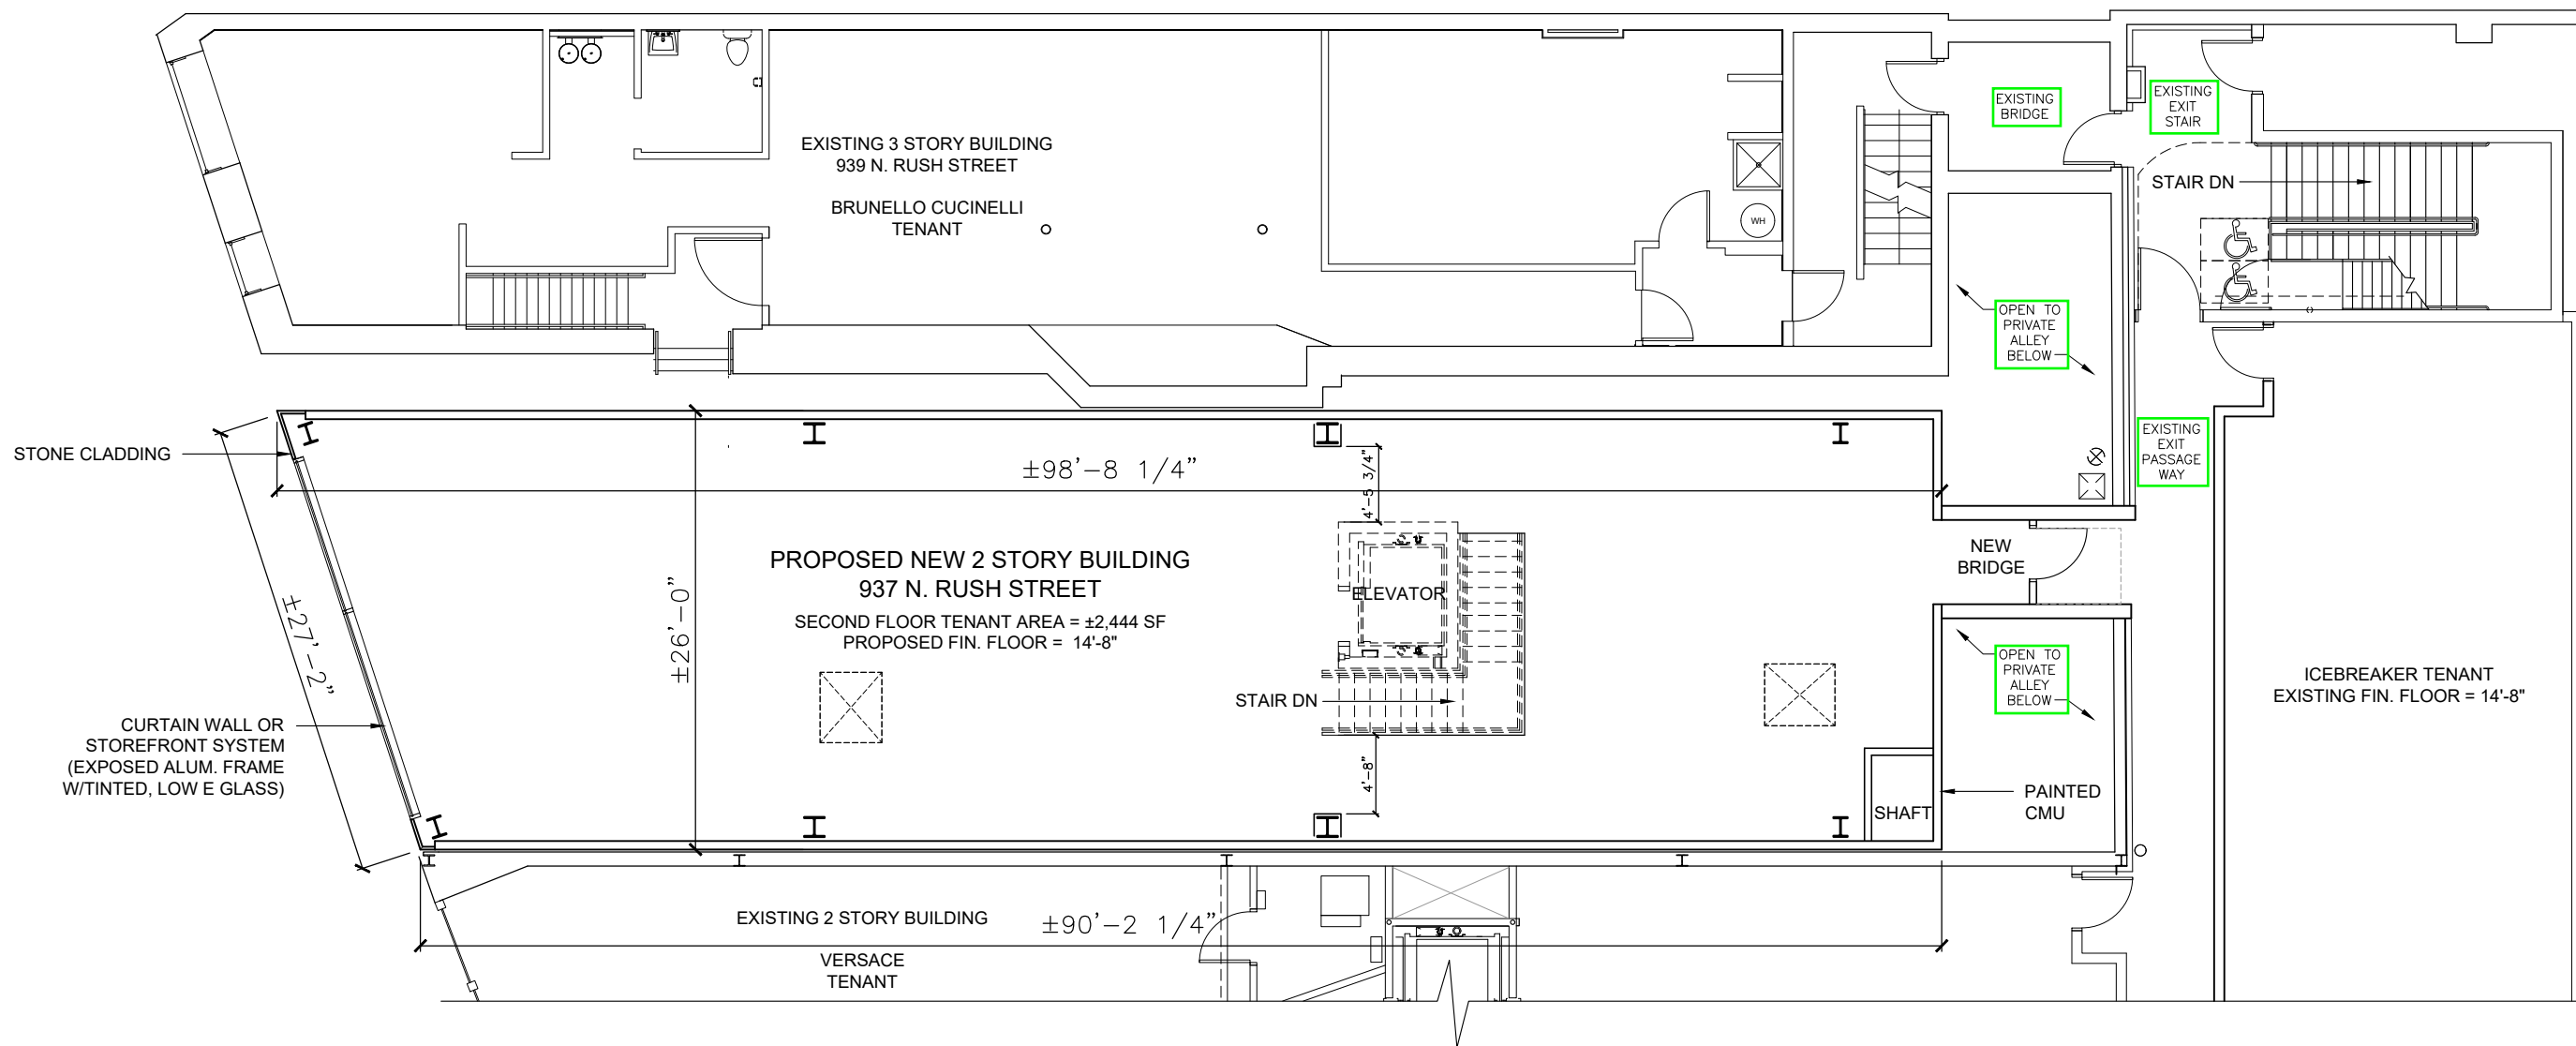 EXISTING 3 STORY BUILDING
939 N. RUSH STREET
BRUNELLO CUCINELLI
TENANT
WH
EXISTING
BRIDGE
EXISTING
EXIT
STAIR
STAIR DN
OPEN TO
PRIVATE
ALLEY
BELOW
EXISTING
EXIT
PASSAGE
WAY
STONE CLADDING
±98'-8 1/4"
4'-5 3/4"
±27'-2"
±26'-0"
PROPOSED NEW 2 STORY BUILDING
937 N. RUSH STREET
SECOND FLOOR TENANT AREA = ±2,444 SF
PROPOSED FIN. FLOOR = 14'-8"
ELEVATOR
STAIR DN
4'-8"
NEW
BRIDGE
OPEN TO
PRIVATE
ALLEY
BELOW
ICEBREAKER TENANT
EXISTING FIN. FLOOR = 14'-8"
CURTAIN WALL OR
STOREFRONT SYSTEM
(EXPOSED ALUM. FRAME
W/TINTED, LOW E GLASS)
SHAFT
PAINTED
CMU
EXISTING 2 STORY BUILDING
±90'-2 1/4"
VERSACE
TENANT